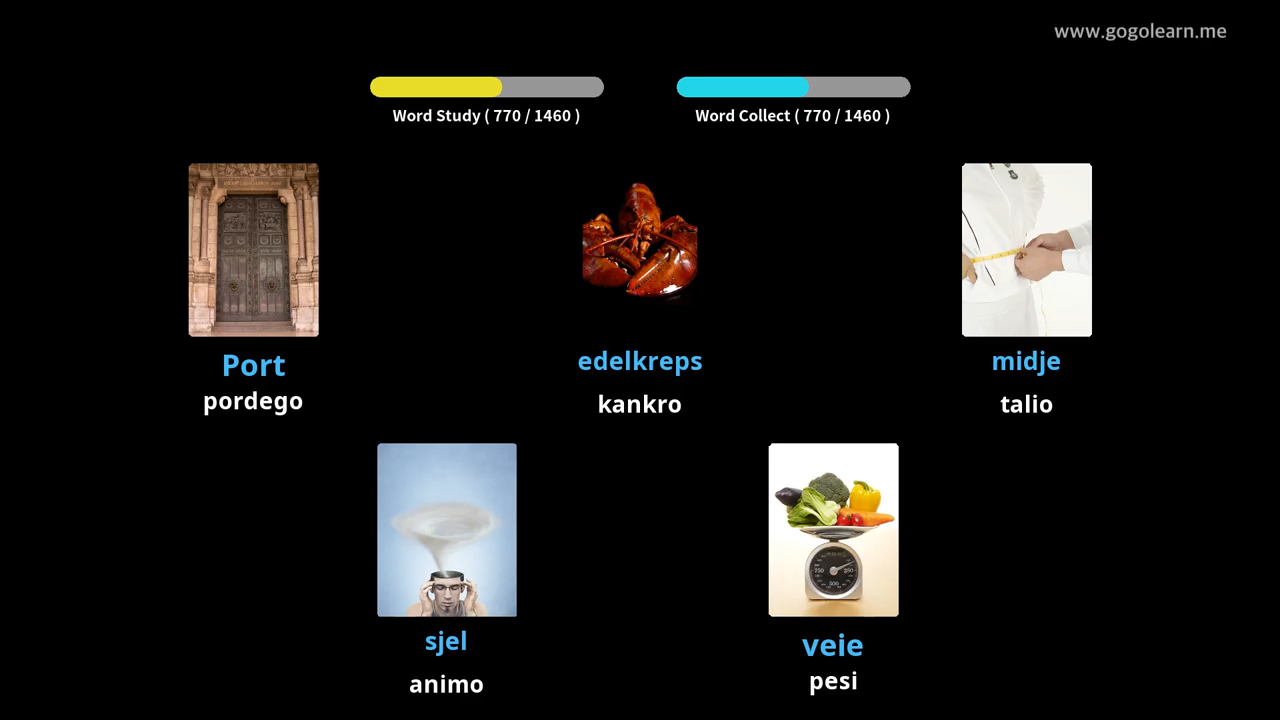 www.gogolearn.me
Word Study ( 770 / 1460 )
Word Collect ( 770 / 1460 )
Port
pordego
edelkreps
kankro
midje
talio
sjel
animo
veie
pesi